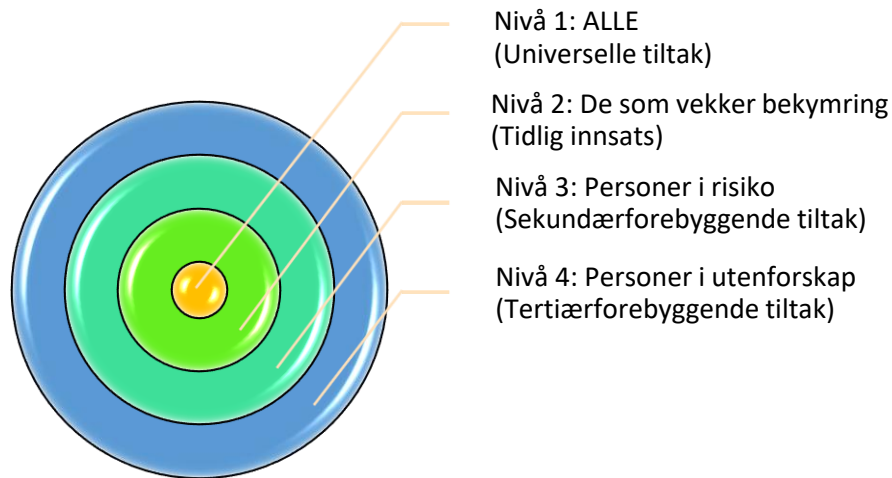 Nivå 1: ALLE
(Universelle tiltak)
Nivå 2: De som vekker bekymring
(Tidlig innsats)
Nivå 3: Personer i risiko
(Sekundærforebyggende tiltak)
Nivå 4: Personer i utenforskap
(Tertiærforebyggende tiltak)